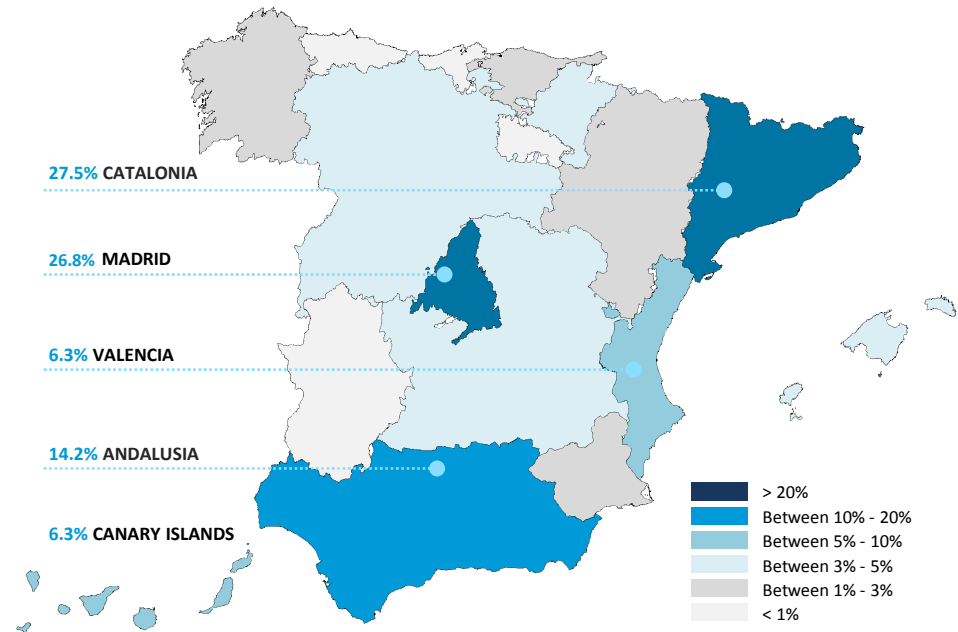 27.5% CATALONIA
26.8% MADRID
6.3% VALENCIA
14.2% ANDALUSIA
6.3% CANARY ISLANDS
> 20%
Between 10% - 20%
Between 5% - 10%
Between 3% - 5%
Between 1% - 3%
< 1%